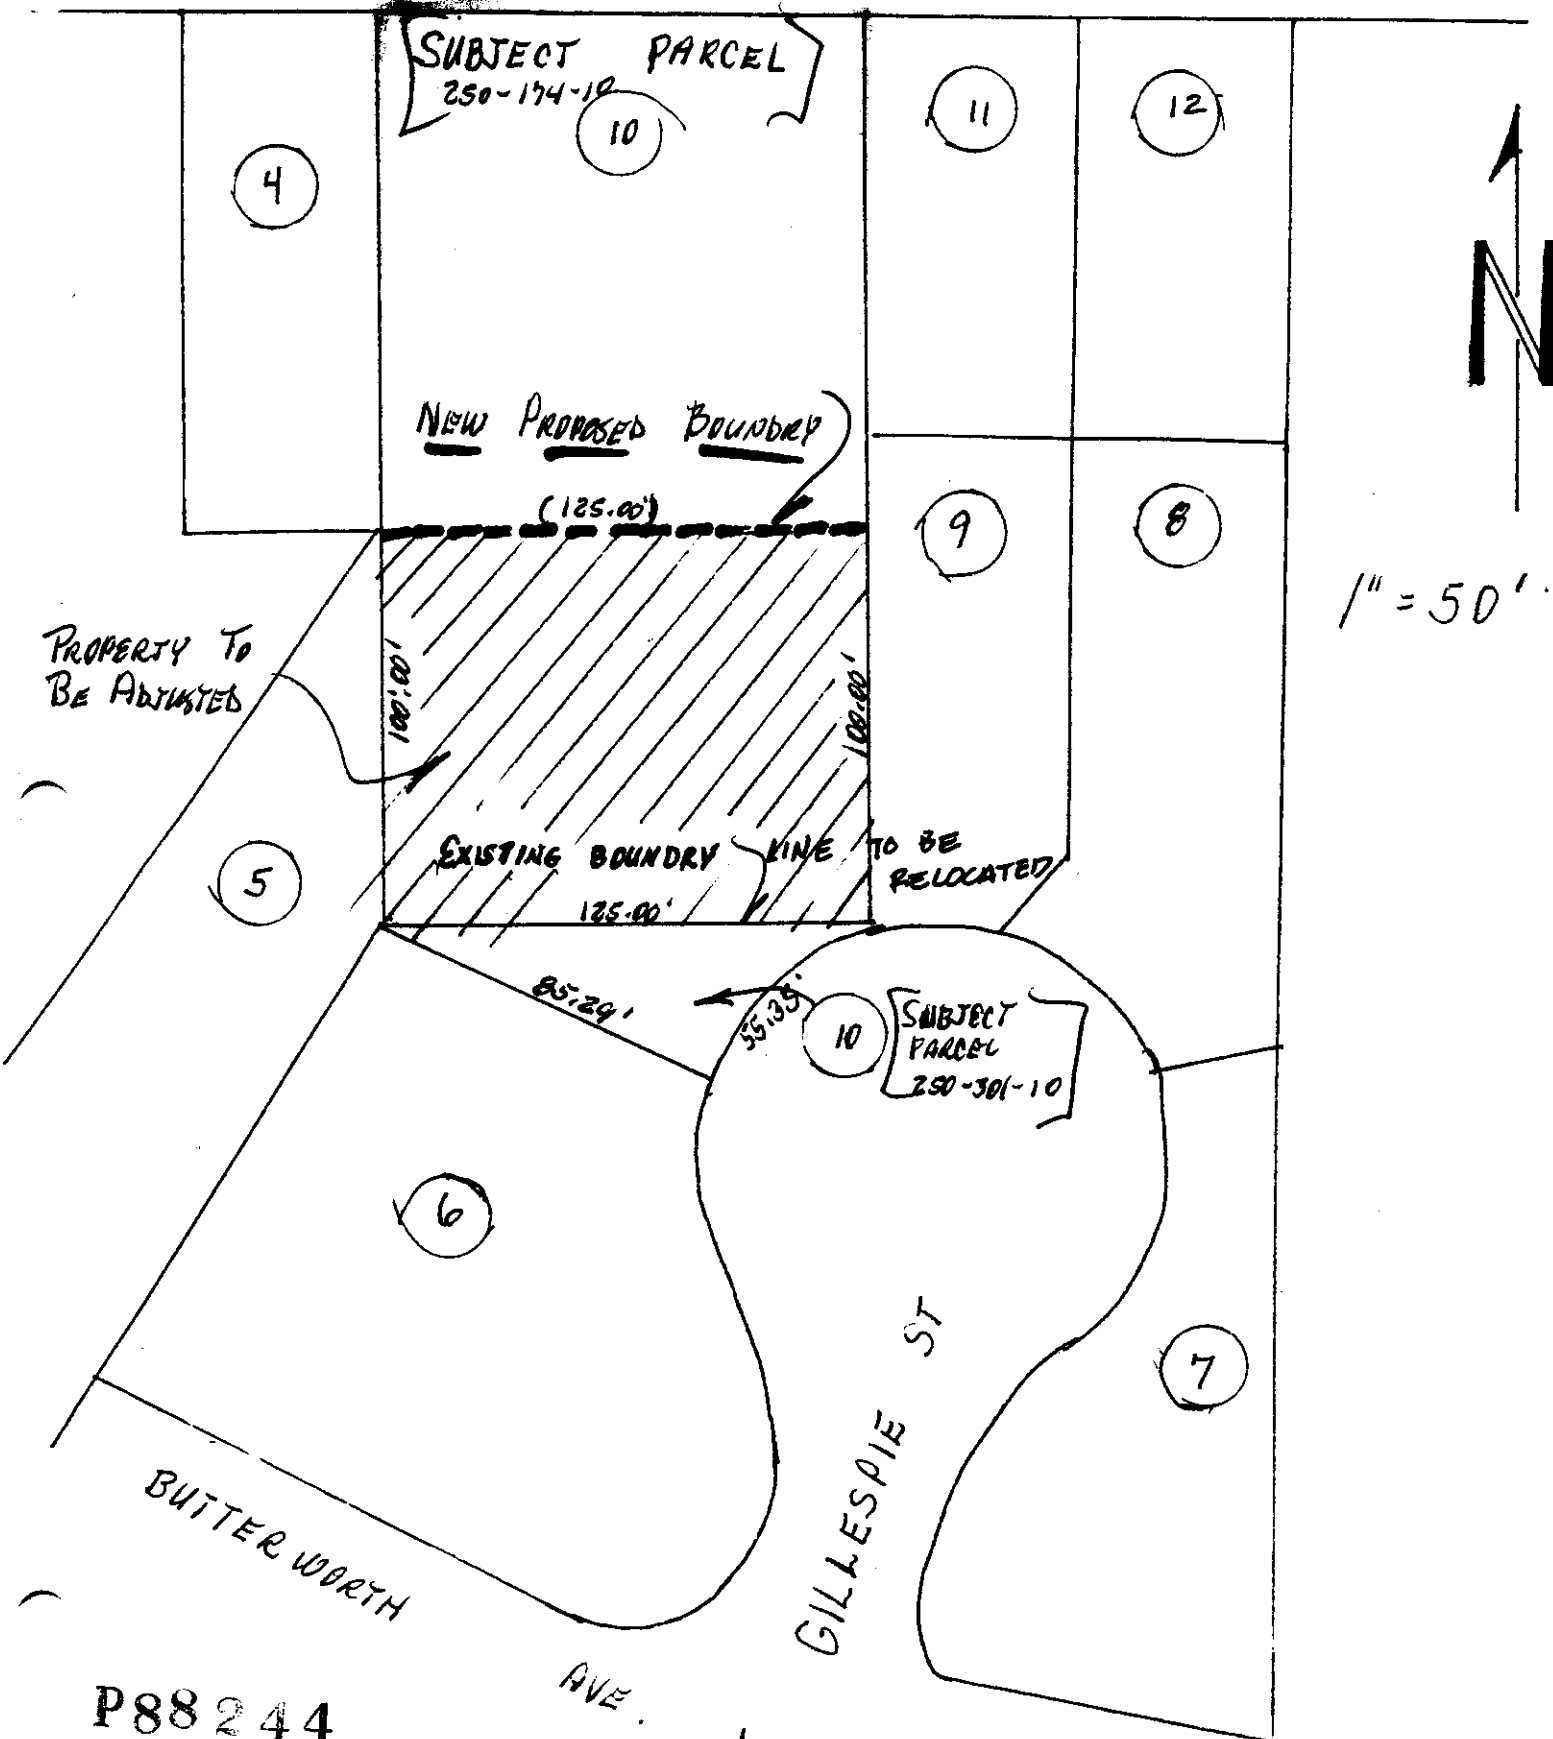 SUBJECT PARCEL
250-174-10
10
11
12
4
N
NEW PROPOSED BOUNDRY
(125.00')
9
8
1" = 50'
PROPERTY TO
BE ADJUSTED
100.00'
100.00'
EXISTING BOUNDRY LINE TO BE
RELOCATED
125.00'
5
85.29'
55.35'
10
SUBJECT
PARCEL
250-301-10
6
7
GILLESPIE ST
BUTTERWORTH
AVE.
P88244